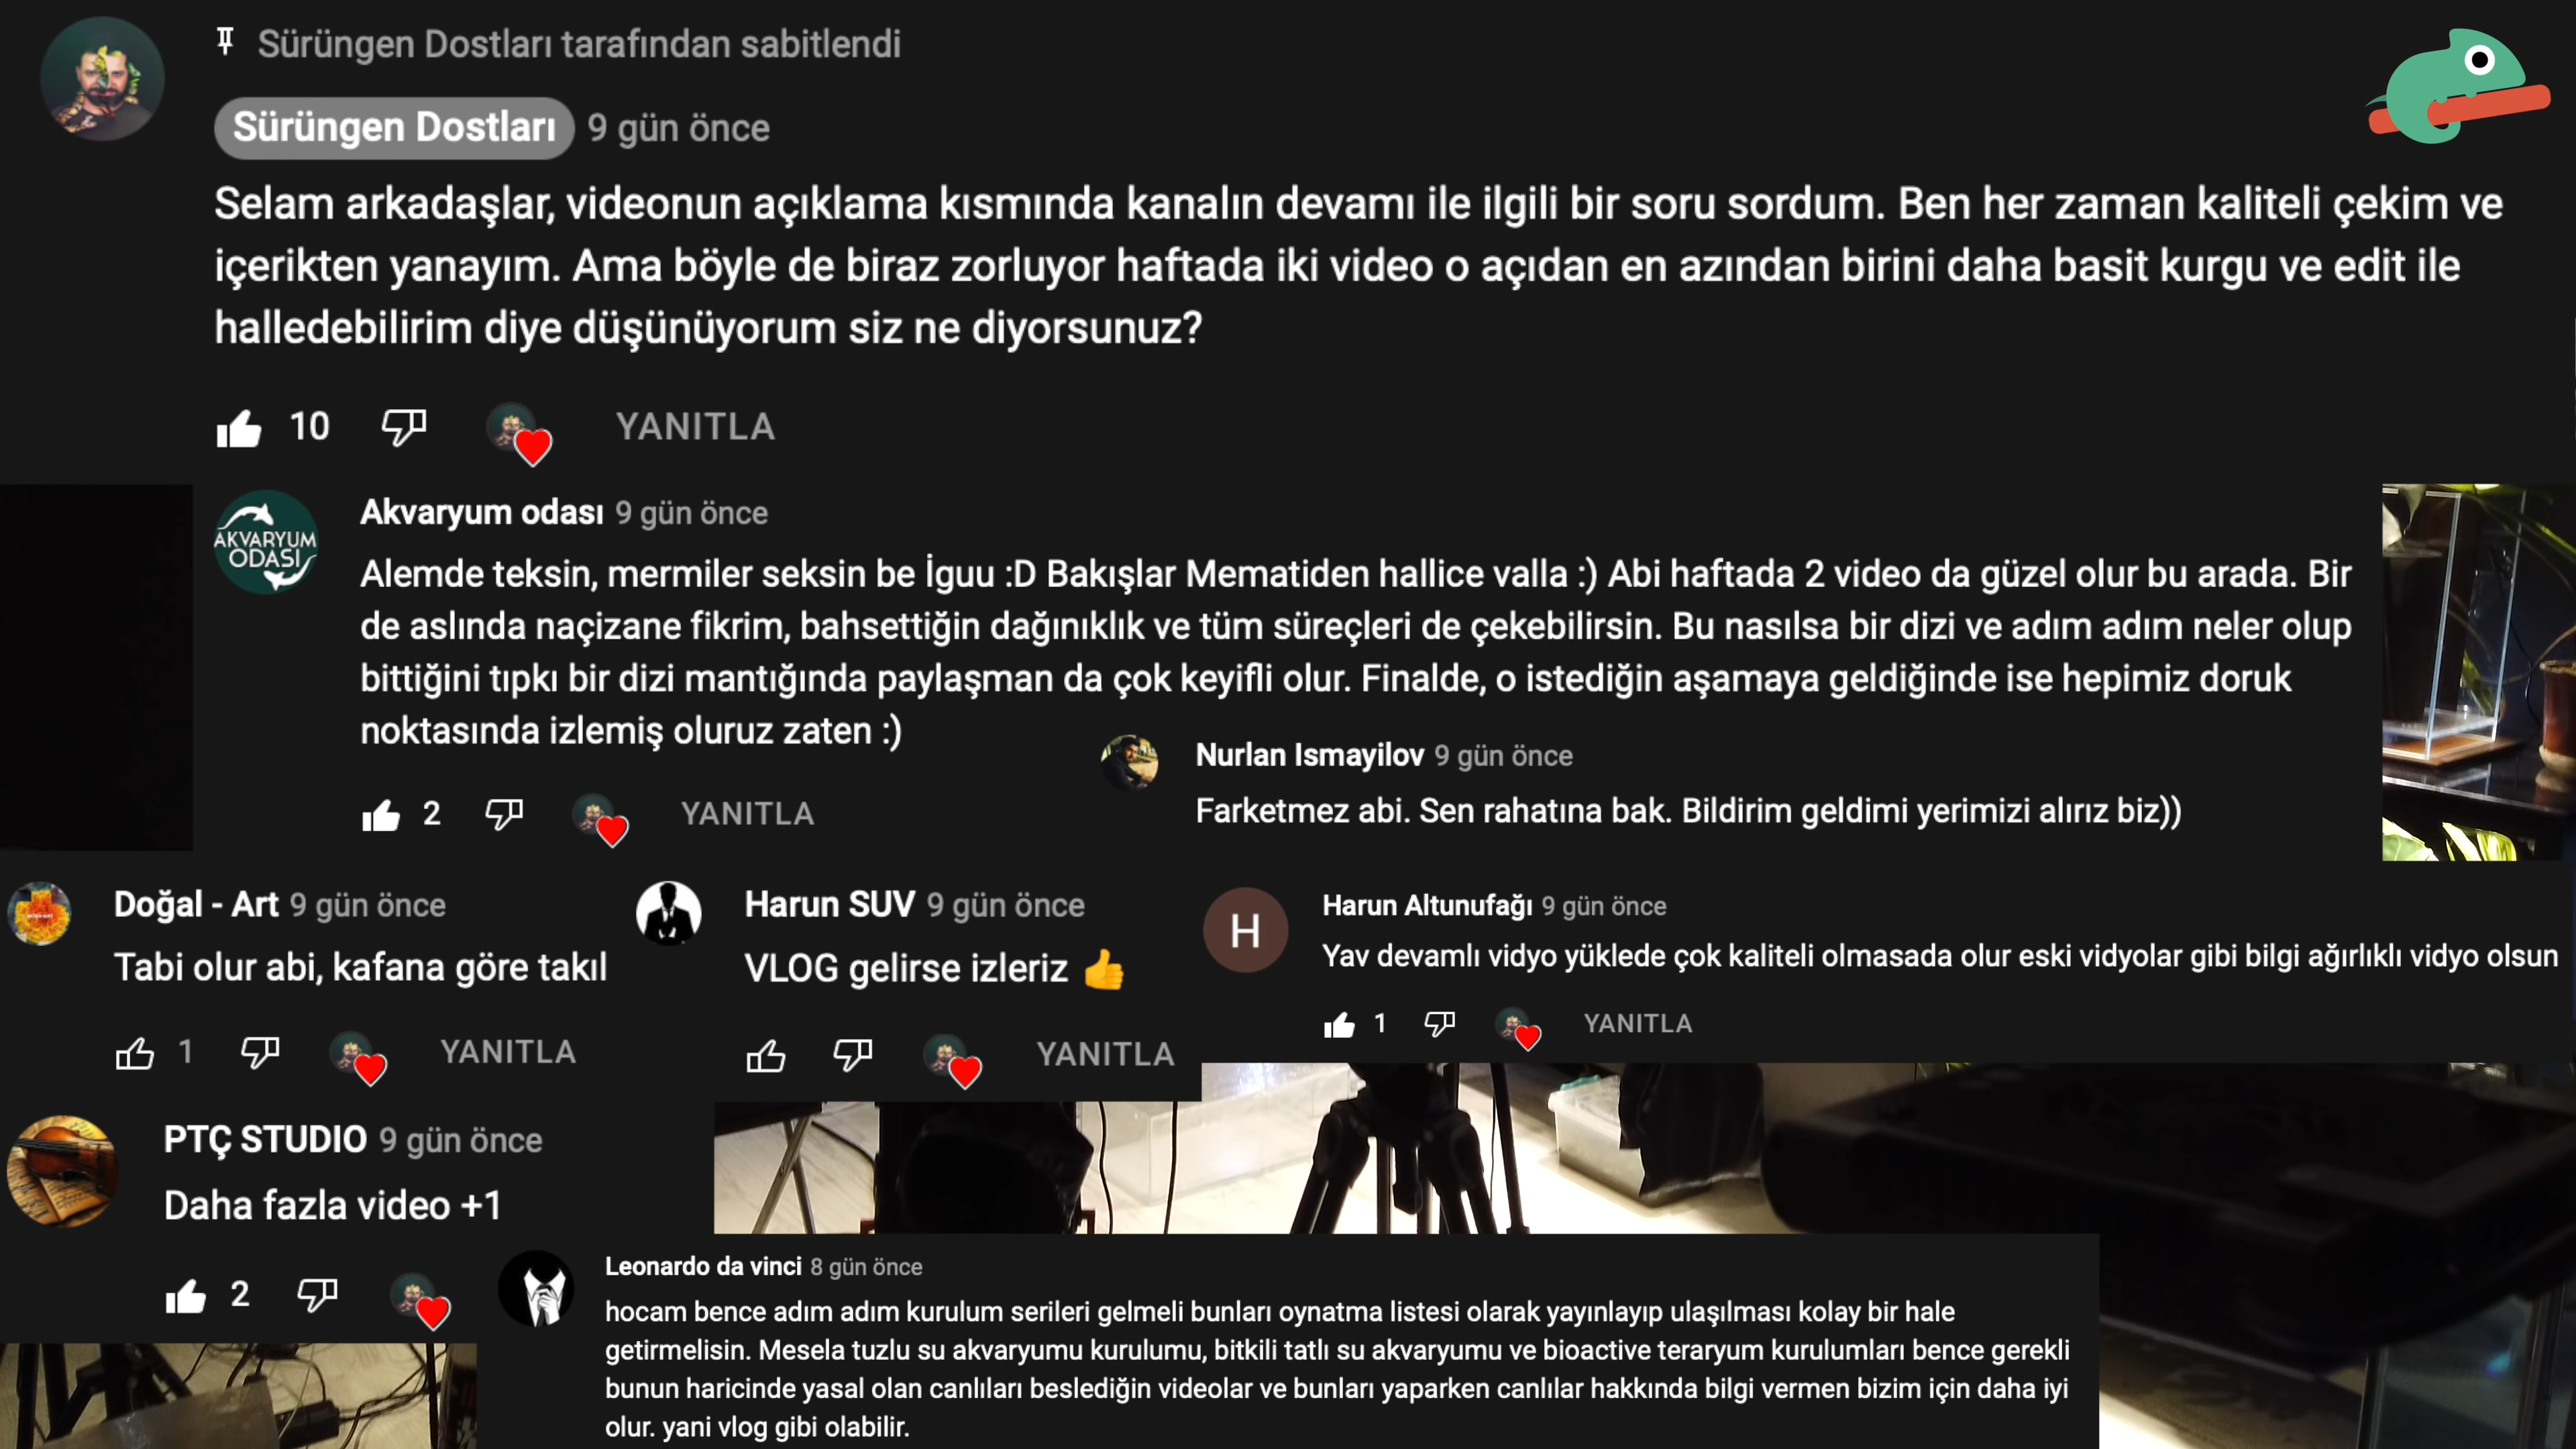 Sürüngen Dostları tarafından sabitlendi
Sürüngen Dostları 9 gün önce
Selam arkadaşlar, videonun açıklama kısmında kanalın devamı ile ilgili bir soru sordum. Ben her zaman kaliteli çekim ve
içerikten yanayım. Ama böyle de biraz zorluyor haftada iki video o açıdan en azından birini daha basit kurgu ve edit ile
halledebilirim diye düşünüyorum siz ne diyorsunuz?
10 YANITLA
AKVARYUM
ODASI
Akvaryum odası 9 gün önce
Alemde teksin, mermiler seksin be İguu :D Bakışlar Mematiden hallice valla :) Abi haftada 2 video da güzel olur bu arada. Bir
de aslında naçizane fikrim, bahsettiğin dağınıklık ve tüm süreçleri de çekebilirsin. Bu nasılsa bir dizi ve adım adım neler olup
bittiğini tıpkı bir dizi mantığında paylaşman da çok keyifli olur. Finalde, o istediğin aşamaya geldiğinde ise hepimiz doruk
noktasında izlemiş oluruz zaten :)
2 YANITLA
Nurlan Ismayilov 9 gün önce
Farketmez abi. Sen rahatına bak. Bildirim geldimi yerimizi alırız biz))
Doğal - Art 9 gün önce
Tabi olur abi, kafana göre takıl
1 YANITLA
Harun SUV 9 gün önce
VLOG gelirse izleriz 👍
YANITLA
H
Harun Altunufağı 9 gün önce
Yav devamlı vidyo yüklede çok kaliteli olmasada olur eski vidyolar gibi bilgi ağırlıklı vidyo olsun
1 YANITLA
PTÇ STUDIO 9 gün önce
Daha fazla video +1
2
Leonardo da vinci 8 gün önce
hocam bence adım adım kurulum serileri gelmeli bunları oynatma listesi olarak yayınlayıp ulaşılması kolay bir hale
getirmelisin. Mesela tuzlu su akvaryumu kurulumu, bitkili tatlı su akvaryumu ve bioactive teraryum kurulumları bence gerekli
bunun haricinde yasal olan canlıları beslediğin videolar ve bunları yaparken canlılar hakkında bilgi vermen bizim için daha iyi
olur. yani vlog gibi olabilir.